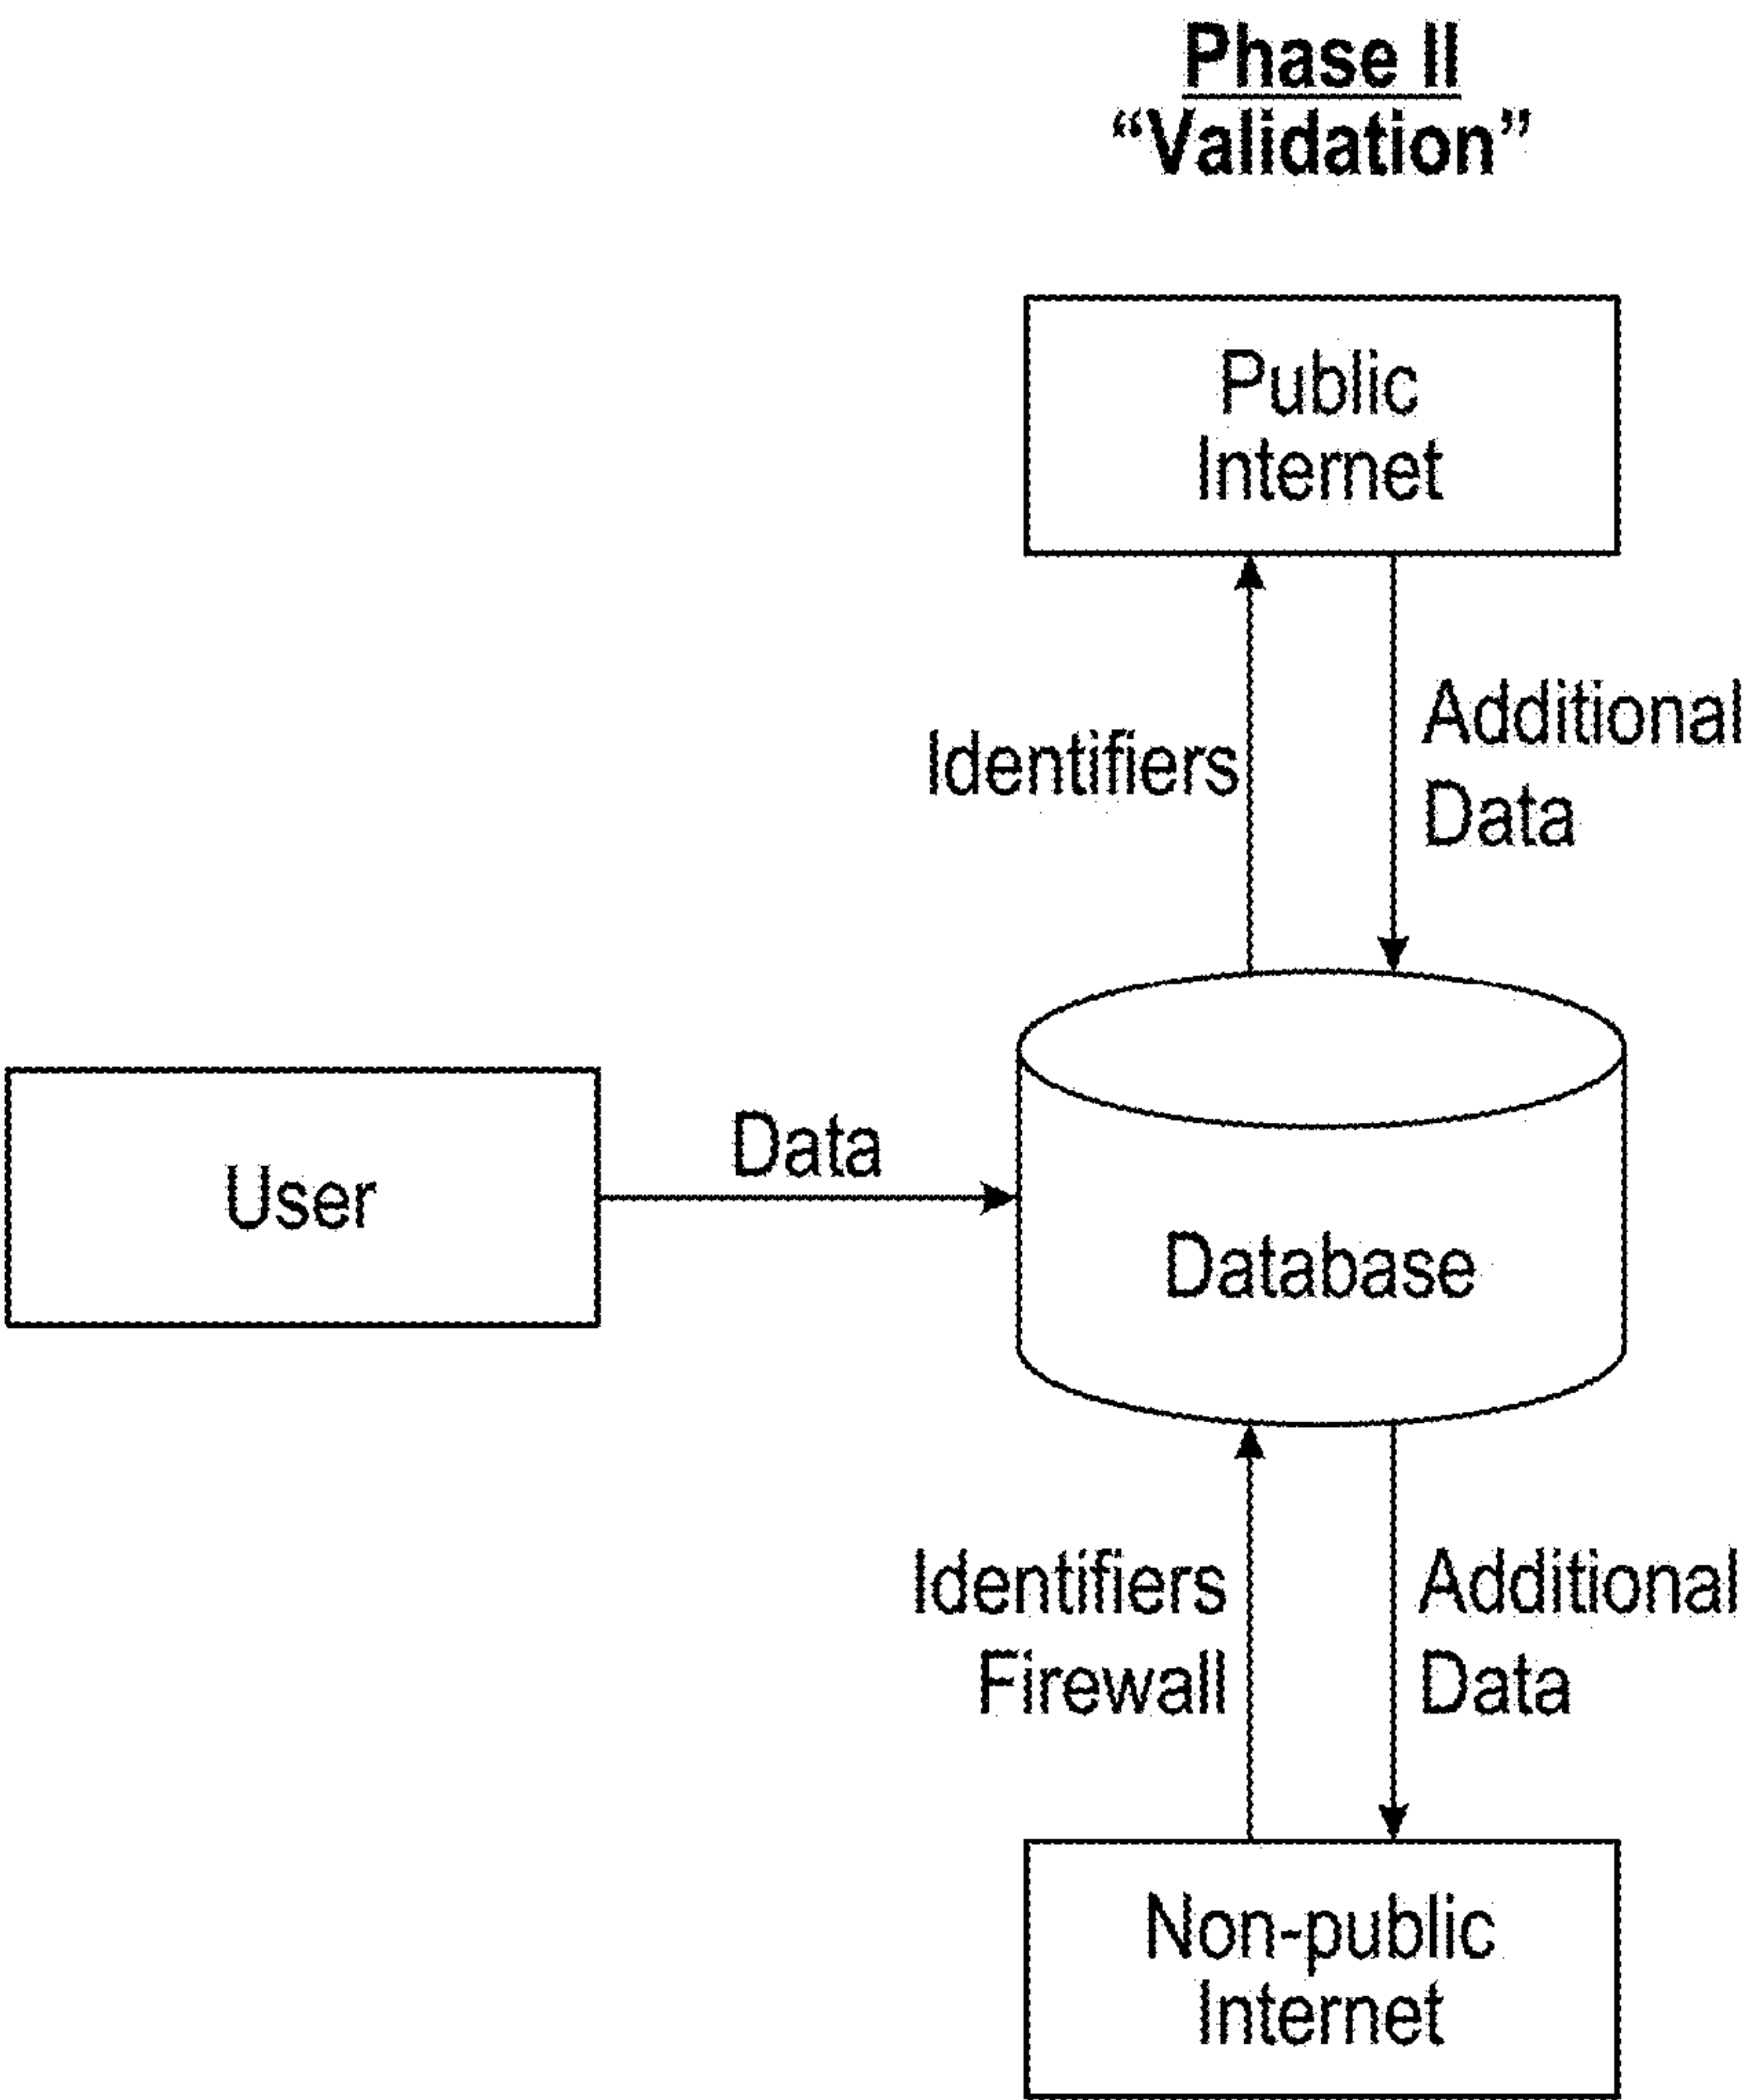 Phase II
“Validation”
Public
Internet
Identifiers
Additional
Data
User
Data
Database
Identifiers
Firewall
Additional
Data
Non-public
Internet